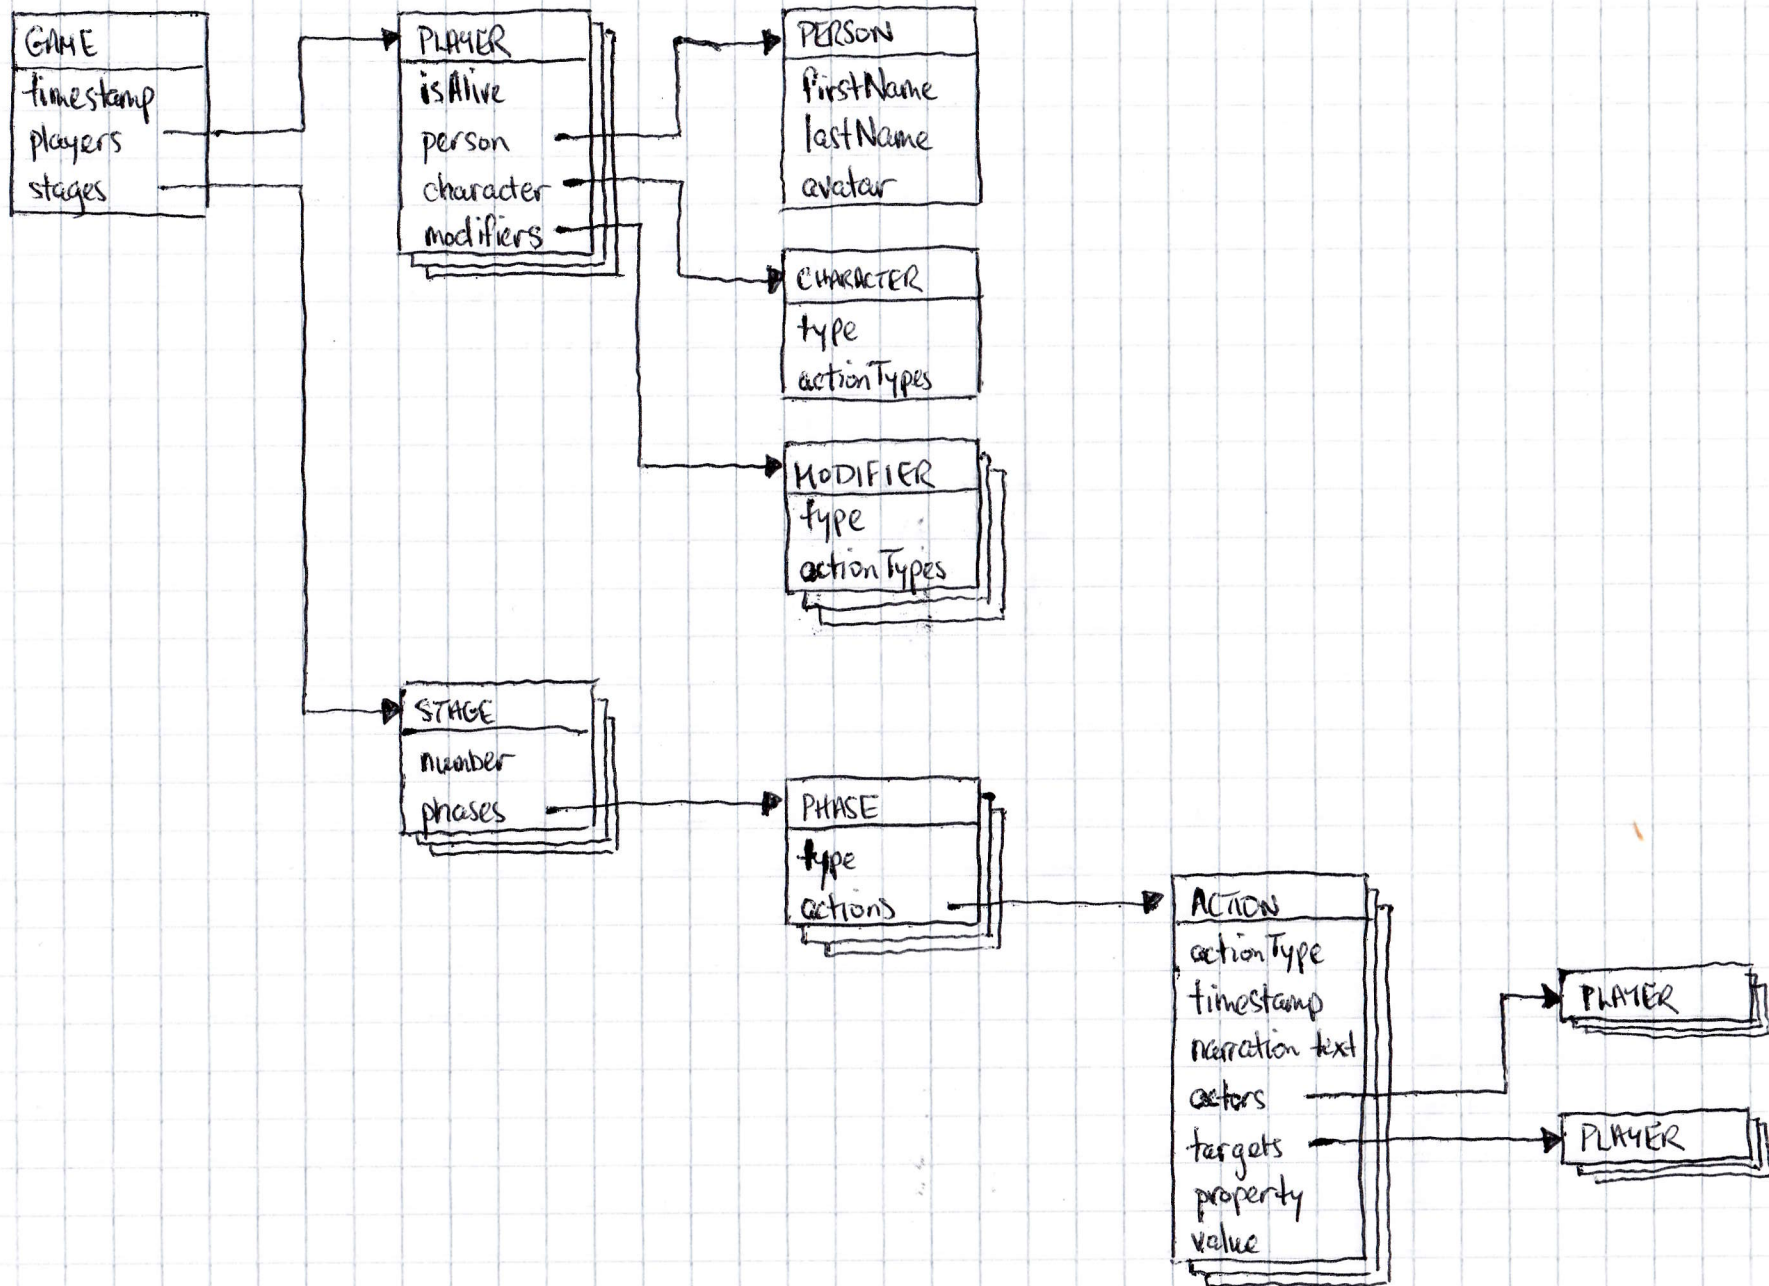 GAME
timestamp
players
stages
PLAYER
isAlive
person
character
modifiers
PERSON
firstName
lastName
avatar
CHARACTER
type
actionTypes
MODIFIER
type
actionTypes
STAGE
number
phases
PHASE
type
actions
ACTION
actionType
timestamp
narration text
actors
targets
property
value
PLAYER
PLAYER